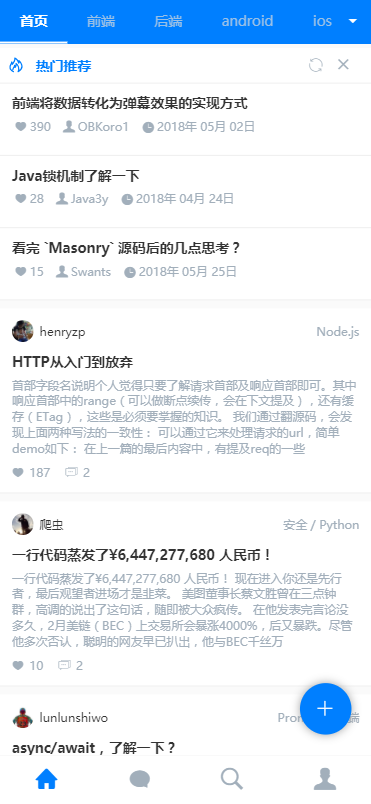 首页 前端 后端 android ios
热门推荐
前端将数据转化为弹幕效果的实现方式
390 OBKoro1 2018年 05月 02日
Java锁机制了解一下
28 Java3y 2018年 04月 24日
看完 `Masonry` 源码后的几点思考？
15 Swants 2018年 05月 25日
henryzp Node.js
HTTP从入门到放弃
首部字段名说明个人觉得只要了解请求首部及响应首部即可。其中
响应首部中的range（可以做断点续传，会在下文提及），还有缓
存（ETag），这些是必须要掌握的知识。 我们通过翻源码，会发
现上面两种写法的一致性： 可以通过它来处理请求的url，简单
demo如下： 在上一篇的最后内容中，有提及req的一些
187 2
爬虫 安全 / Python
一行代码蒸发了¥6,447,277,680 人民币！
一行代码蒸发了¥6,447,277,680 人民币！ 现在进入你还是先行
者，最后观望者进场才是韭菜。 美图董事长蔡文胜曾在三点钟
群，高调的说出了这句话，随即被大众疯传。 在他发表完言论没
多久，2月美链（BEC）上交易所会暴涨4000%，后又暴跌。尽管
他多次否认，聪明的网友早已扒出，他与BEC千丝万
10 2
lunlunshiwo 端
async/await，了解一下？